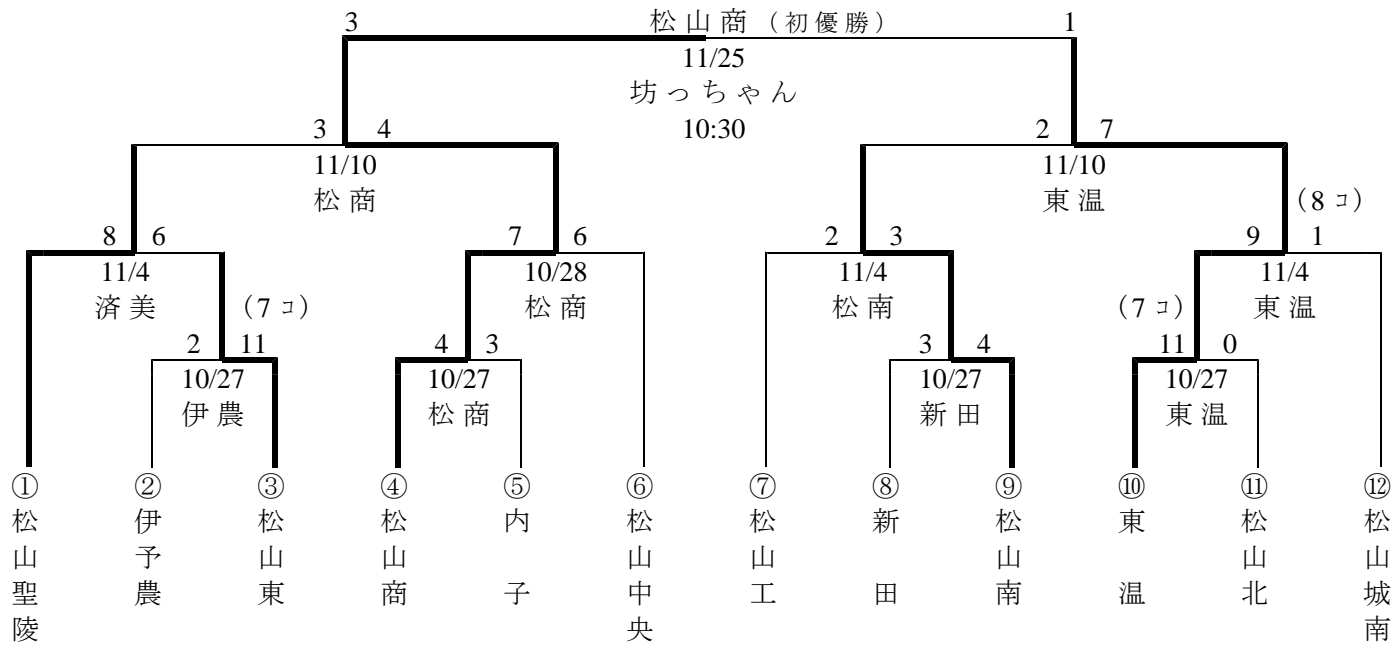 3 松山商（初優勝） 1
11/25
坊っちゃん
10:30
3 4 2 7
11/10 11/10
松商 東温
（8コ）
8 6 7 6 2 3 9 1
11/4 10/28 11/4 11/4
済美 （7コ） 松商 松南 （7コ） 東温
2 11 4 3 3 4 11 0
10/27 10/27 10/27 10/27
伊農 松商 新田 東温
① ② ③ ④ ⑤ ⑥ ⑦ ⑧ ⑨ ⑩ ⑪ ⑫
松山聖陵
伊予農
松山東
松山商
内子
松山中央
松山工
新田
松山南
東温
松山北
松山城南